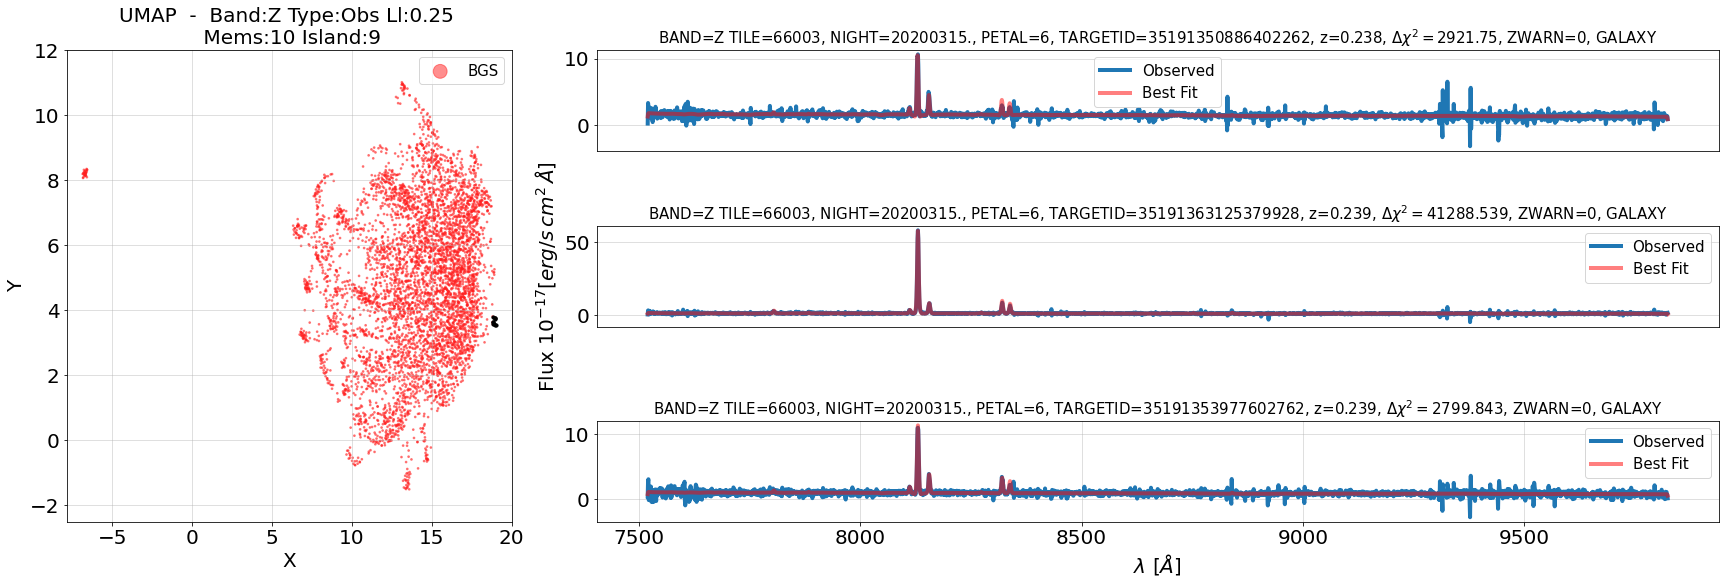 UMAP - Band:Z Type:Obs Ll:0.25
Mems:10 Island:9
BGS
12
10
8
6
4
2
0
−2
Y
−5
0
5
10
15
20
X
Flux 10⁻¹⁷[erg/s cm² Å]
BAND=Z TILE=66003, NIGHT=20200315., PETAL=6, TARGETID=35191350886402262, z=0.238, Δχ² = 2921.75, ZWARN=0, GALAXY
10
0
Observed
Best Fit
BAND=Z TILE=66003, NIGHT=20200315., PETAL=6, TARGETID=35191363125379928, z=0.239, Δχ² = 41288.539, ZWARN=0, GALAXY
50
0
Observed
Best Fit
BAND=Z TILE=66003, NIGHT=20200315., PETAL=6, TARGETID=35191353977602762, z=0.239, Δχ² = 2799.843, ZWARN=0, GALAXY
10
0
Observed
Best Fit
7500
8000
8500
9000
9500
λ [Å]